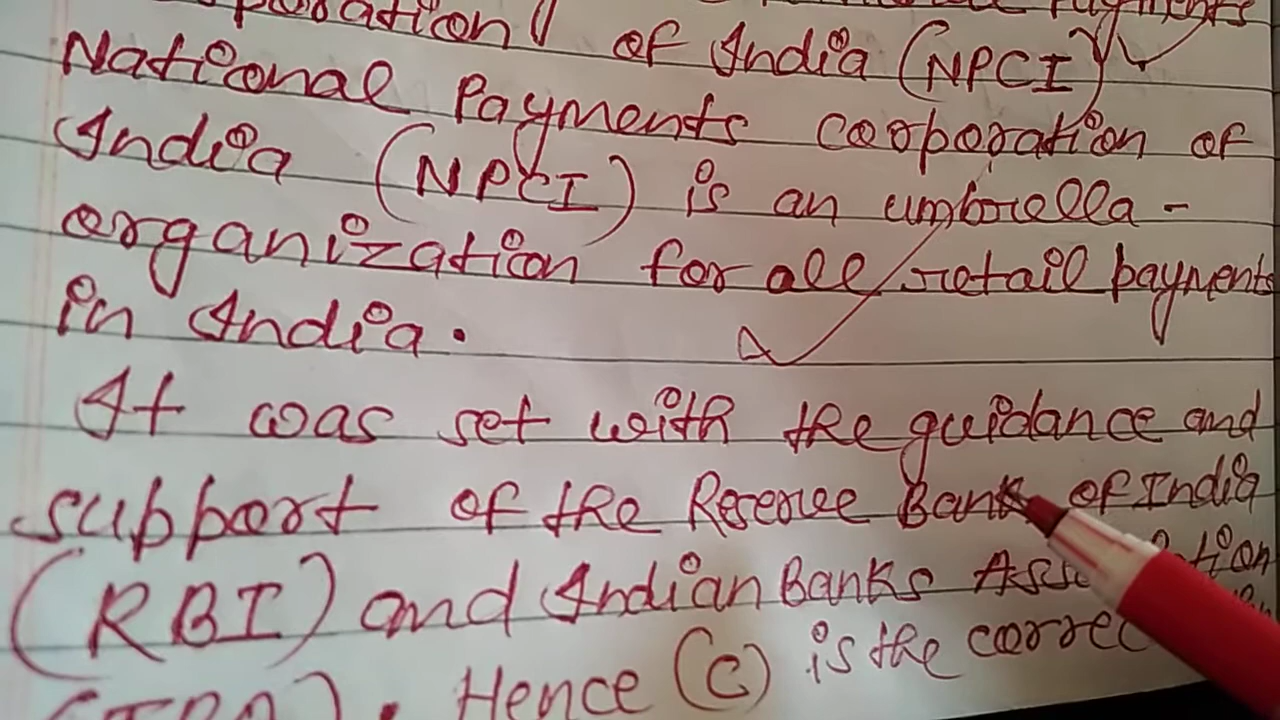 of India (NPCI)
National Payments cooporation of
India (NPCI) is an umbrella -
organization for all retail payments
in India.
It was set with the guidance and
support of the Reserve Bank of India
(RBI) and Indian Banks
Hence (C) is the